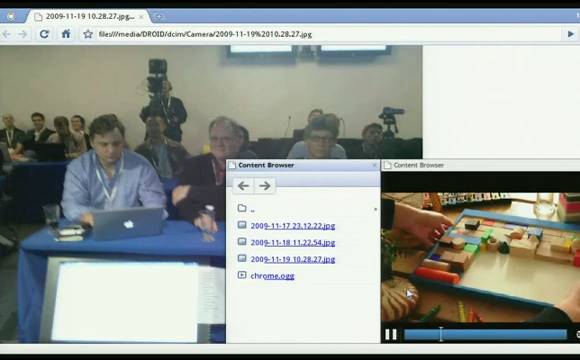 2009-11-19 10.28.27.jpg...
file:///media/DROID/dcim/Camera/2009-11-19%2010.28.27.jpg
Content Browser
Content Browser
..
2009-11-17 23.12.22.jpg
2009-11-18 11.22.54.jpg
2009-11-19 10.28.27.jpg
chrome.ogg